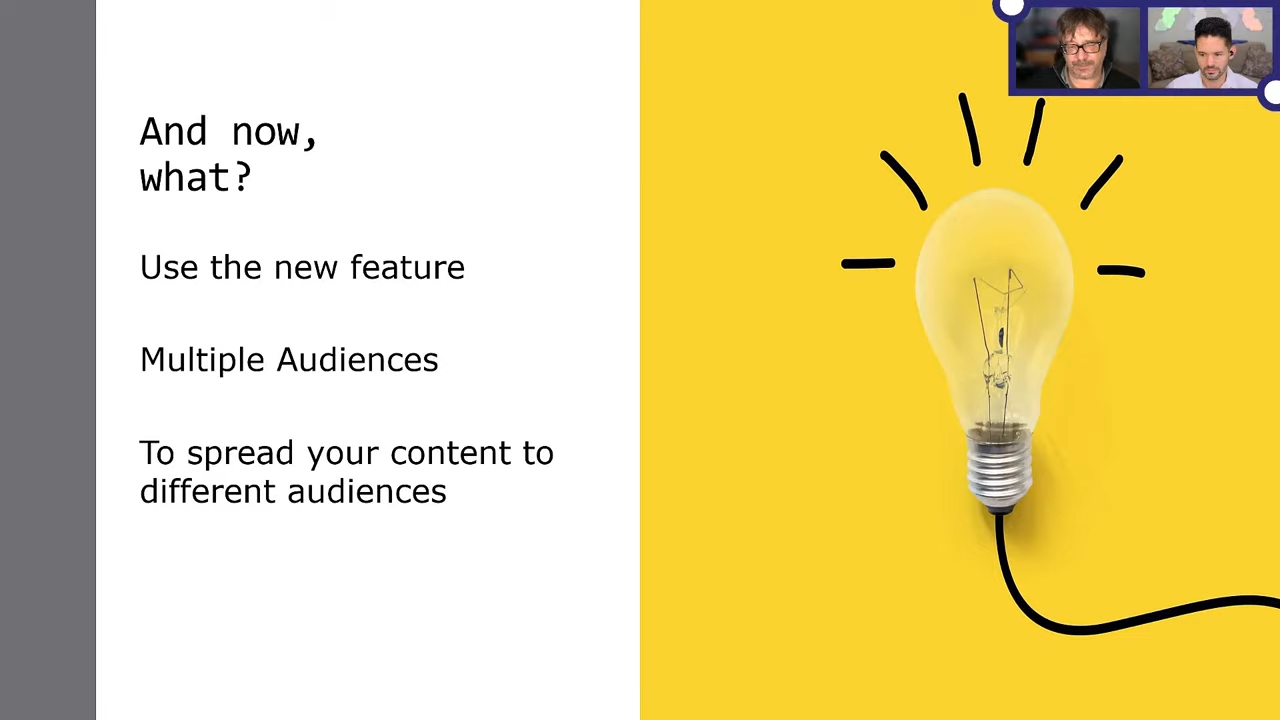 And now,
what?
Use the new feature
Multiple Audiences
To spread your content to
different audiences